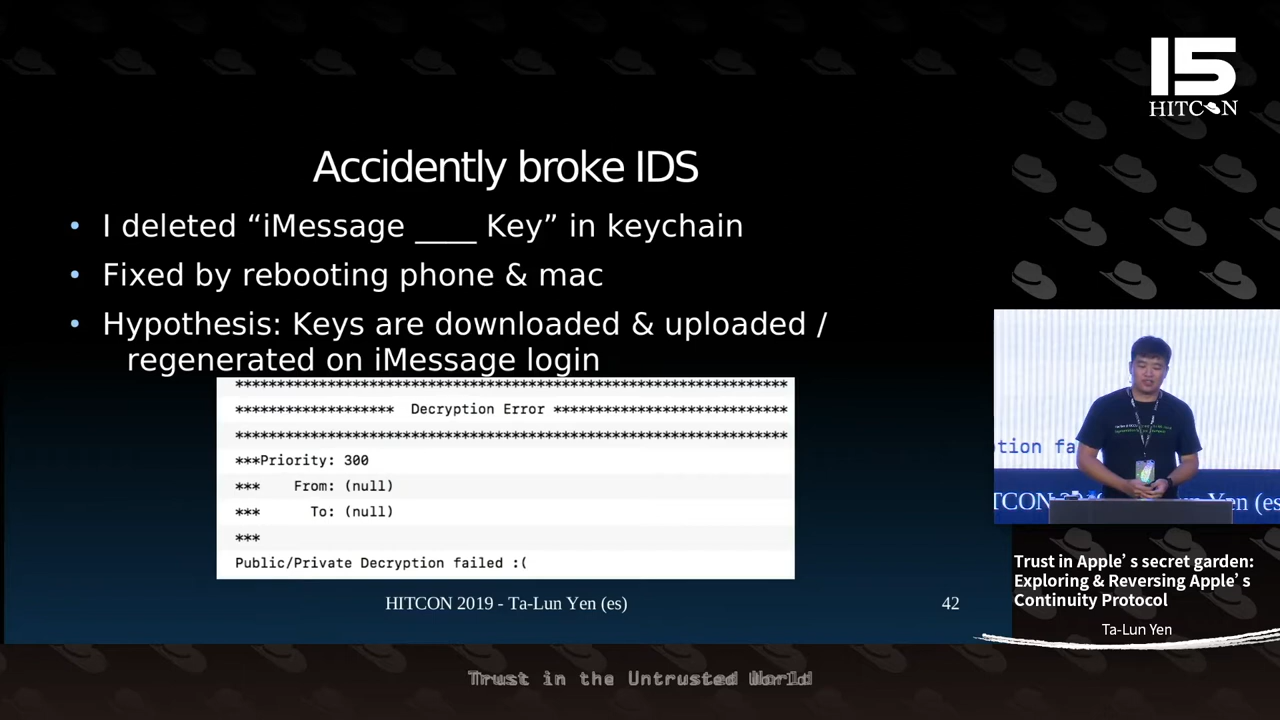 15
HITCON
Accidently broke IDS
• I deleted “iMessage ____ Key” in keychain
• Fixed by rebooting phone & mac
• Hypothesis: Keys are downloaded & uploaded /
regenerated on iMessage login
******************************************************************
******************* Decryption Error ****************************
******************************************************************
***Priority: 300
*** From: (null)
*** To: (null)
***
Public/Private Decryption failed :(
HITCON 2019 - Ta-Lun Yen (es)
42
ption fa
Trust in Apple’s secret garden:
Exploring & Reversing Apple’s
Continuity Protocol
Ta-Lun Yen
Trust in the Untrusted World